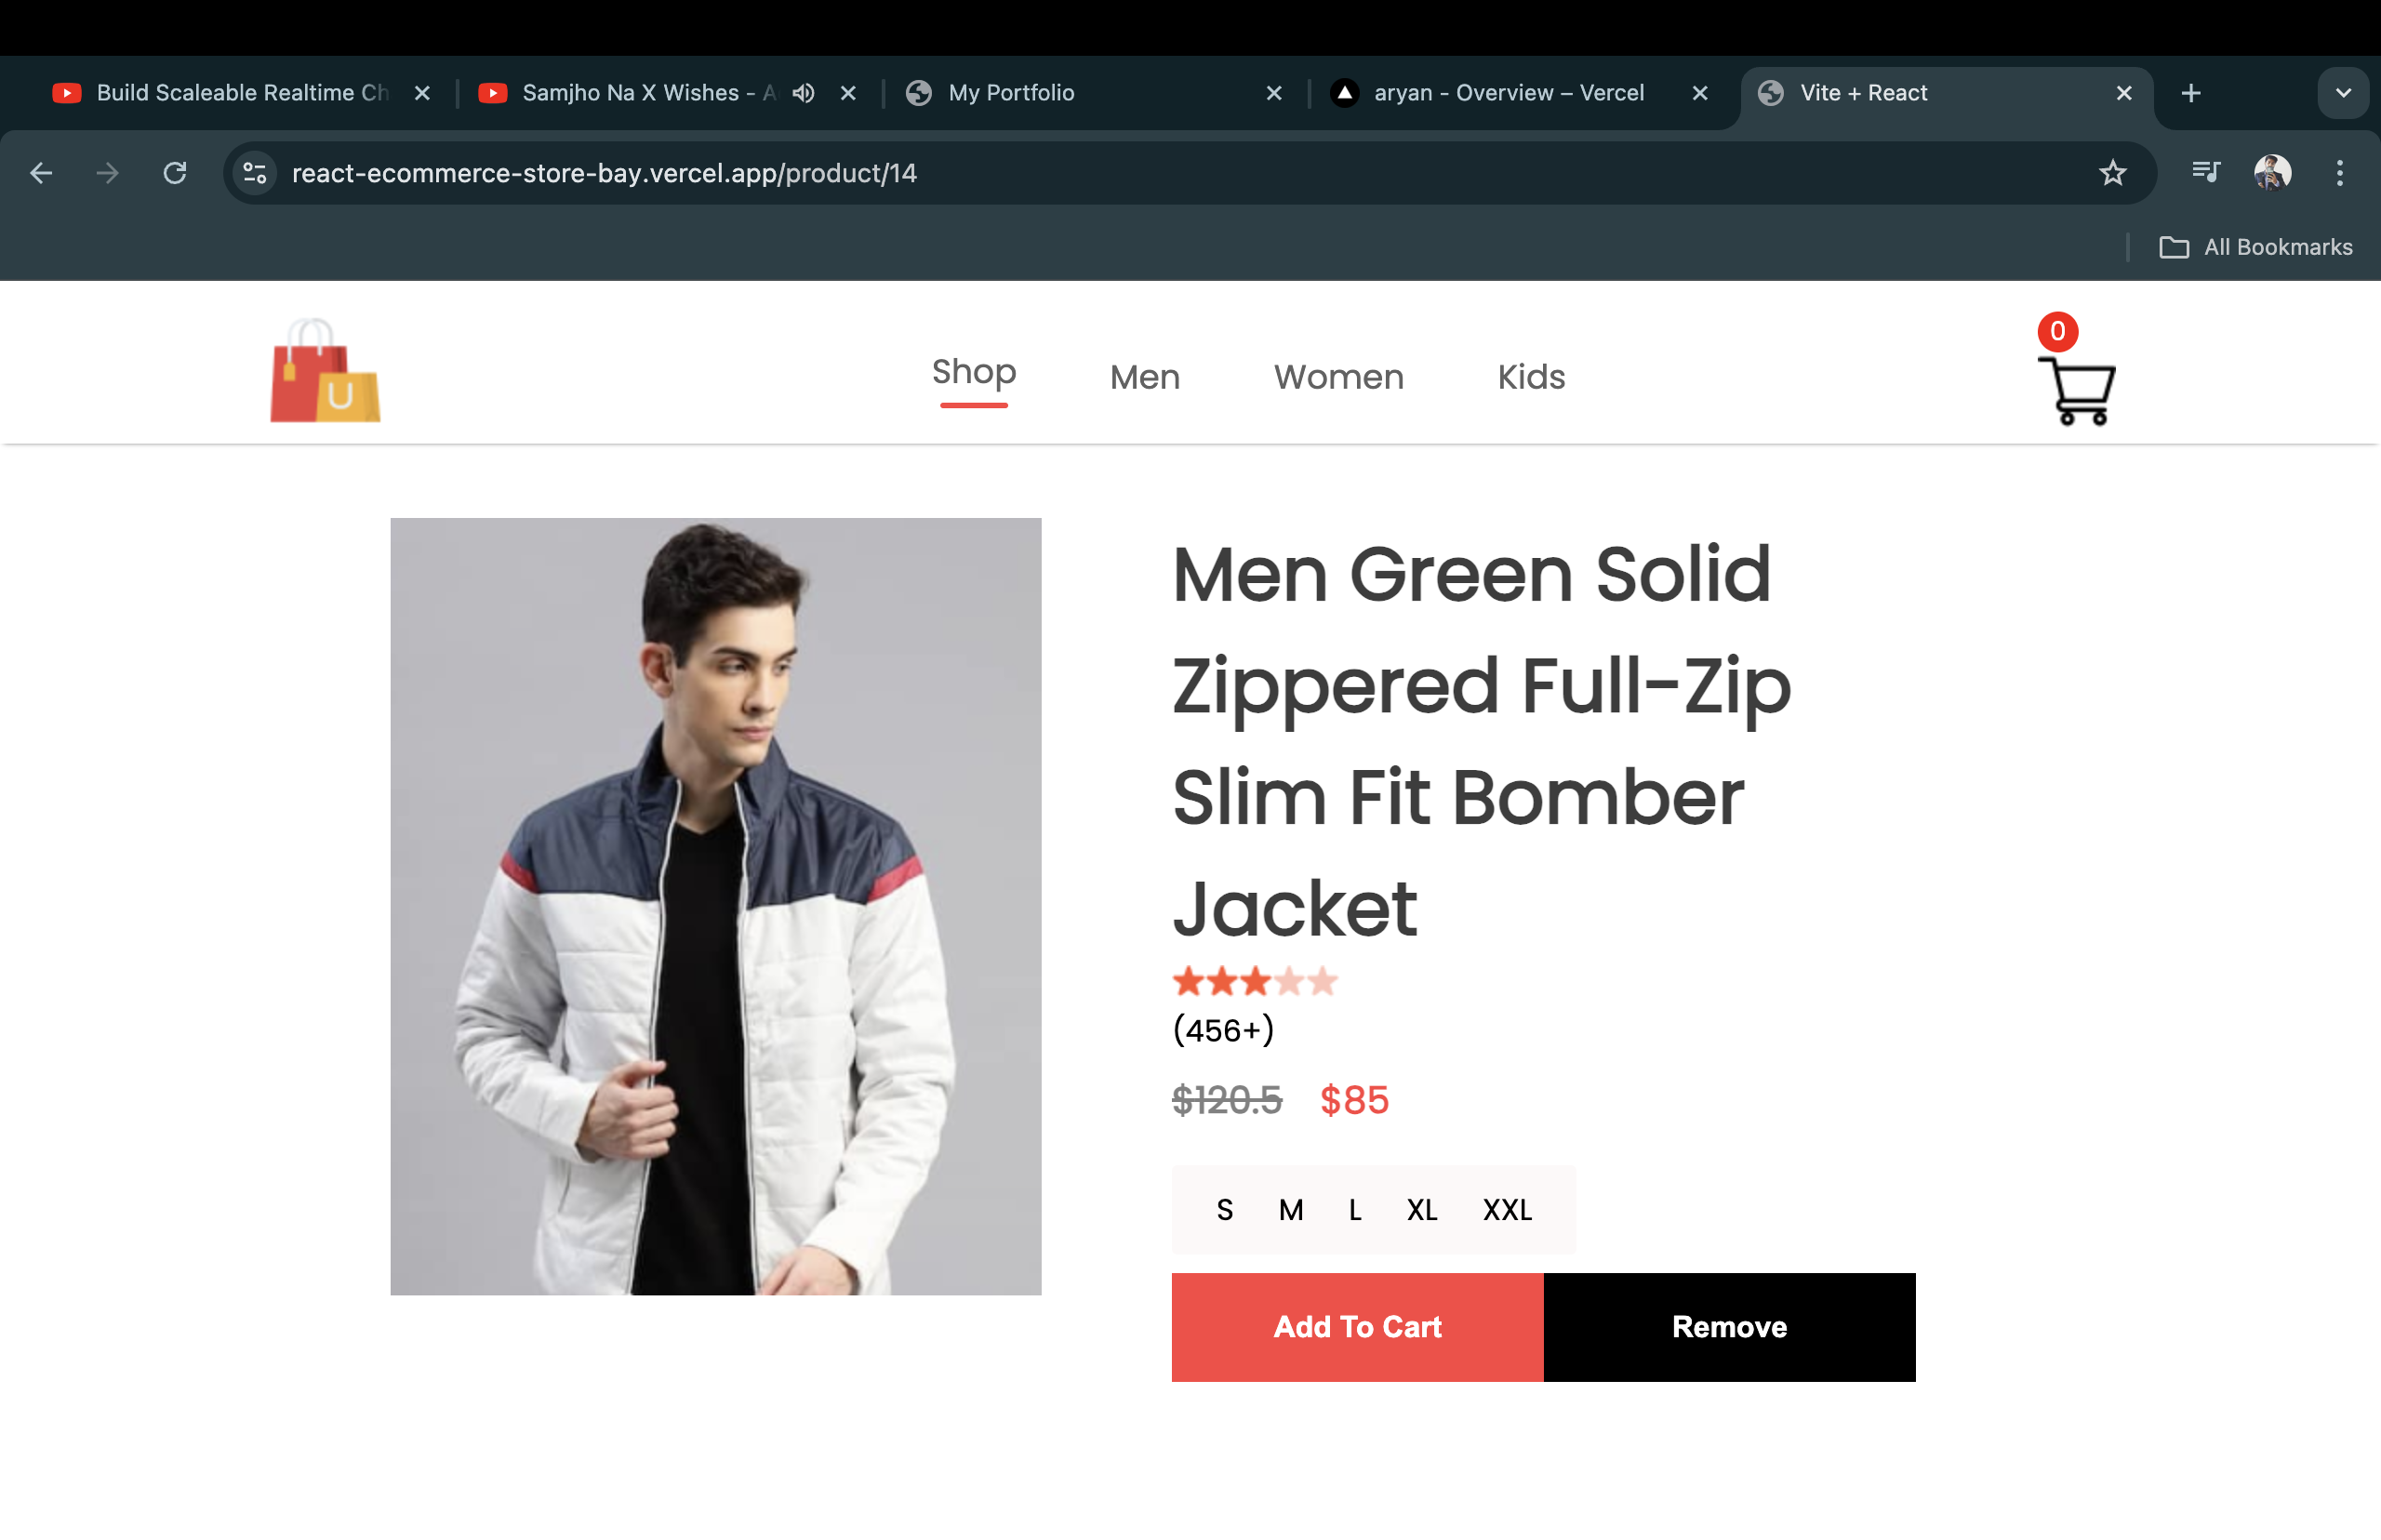 Build Scaleable Realtime Ch
Samjho Na X Wishes - A
My Portfolio
aryan - Overview – Vercel
Vite + React
react-ecommerce-store-bay.vercel.app/product/14
All Bookmarks
U
Shop
Men
Women
Kids
0
Men Green Solid
Zippered Full-Zip
Slim Fit Bomber
Jacket
(456+)
$120.5 $85
S M L XL XXL
Add To Cart
Remove